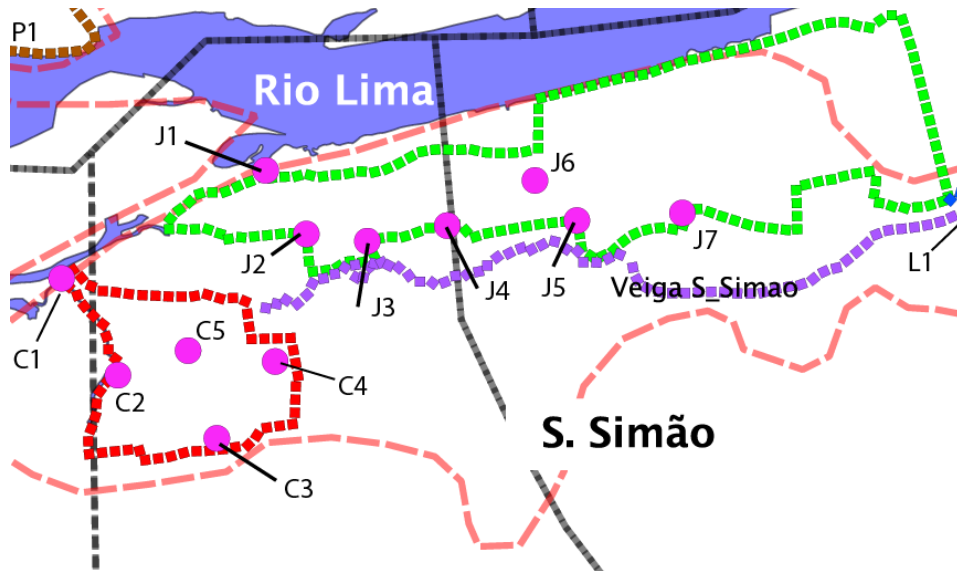 P1
Rio Lima
J1
J6
J2
J3
J4
J5
J7
L1
Veiga S_Simao
C1
C5
C2
C4
S. Simão
C3